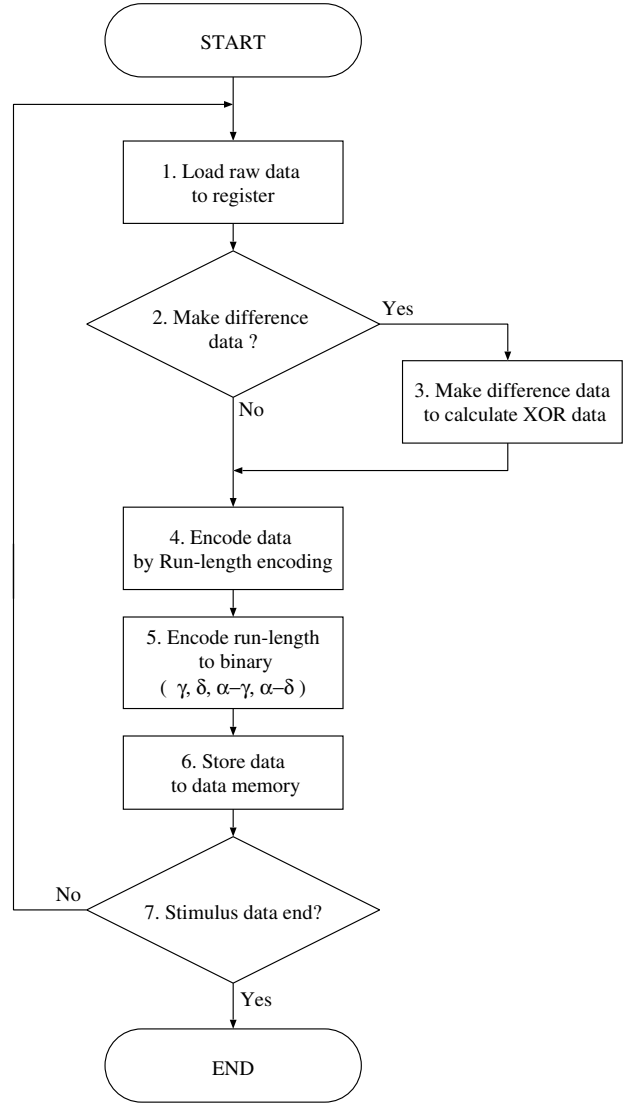 START
1. Load raw data
to register
2. Make difference
data ?
Yes
3. Make difference data
to calculate XOR data
No
4. Encode data
by Run-length encoding
5. Encode run-length
to binary
( γ, δ, α−γ, α−δ )
6. Store data
to data memory
No
7. Stimulus data end?
Yes
END